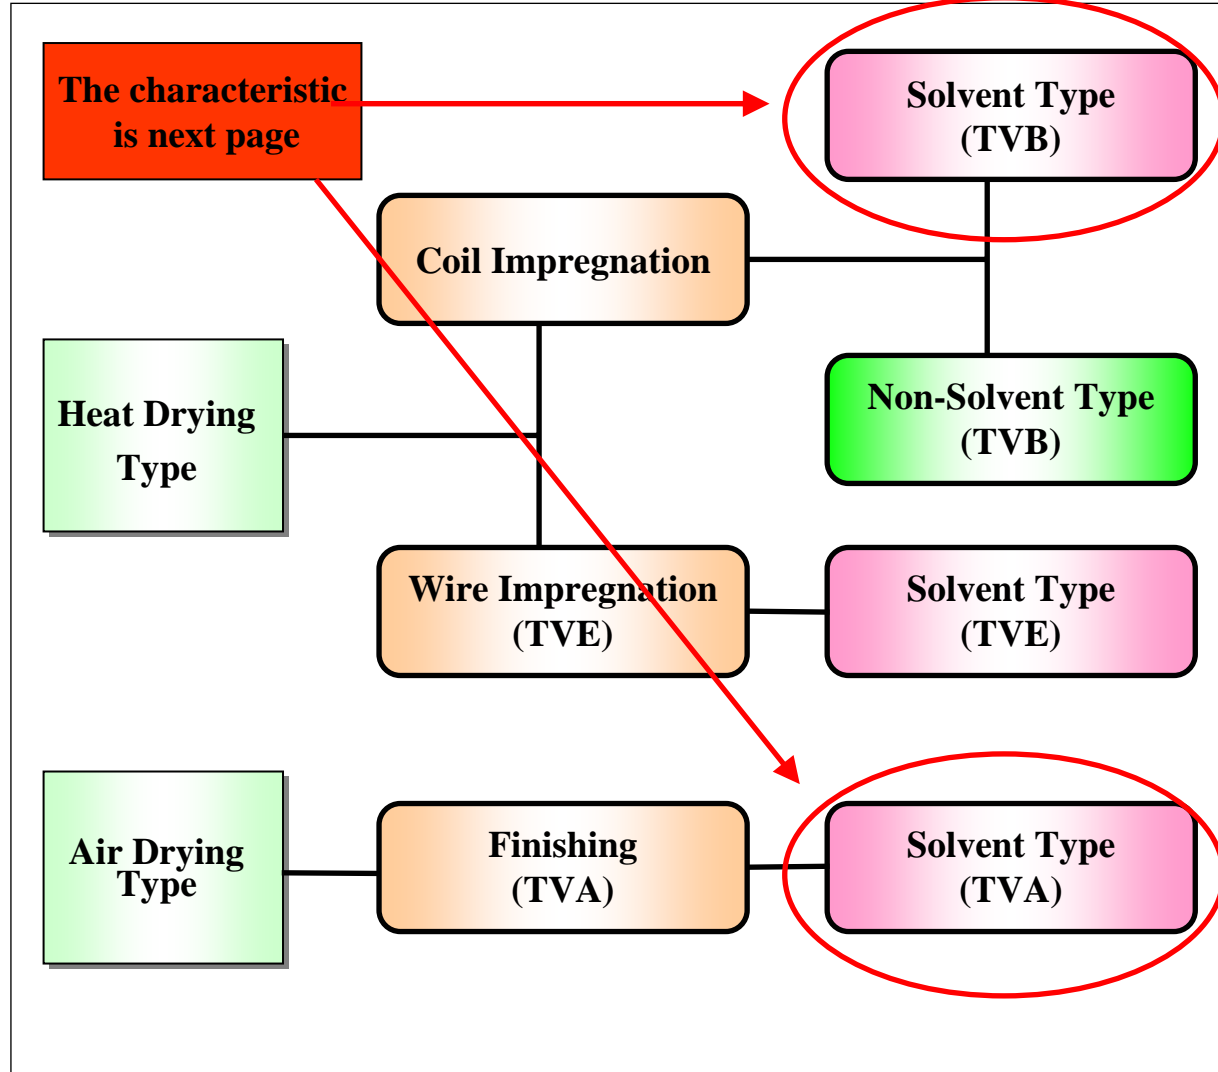 The characteristic
is next page
Solvent Type
(TVB)
Coil Impregnation
Heat Drying
Type
Non-Solvent Type
(TVB)
Wire Impregnation
(TVE)
Solvent Type
(TVE)
Air Drying
Type
Finishing
(TVA)
Solvent Type
(TVA)